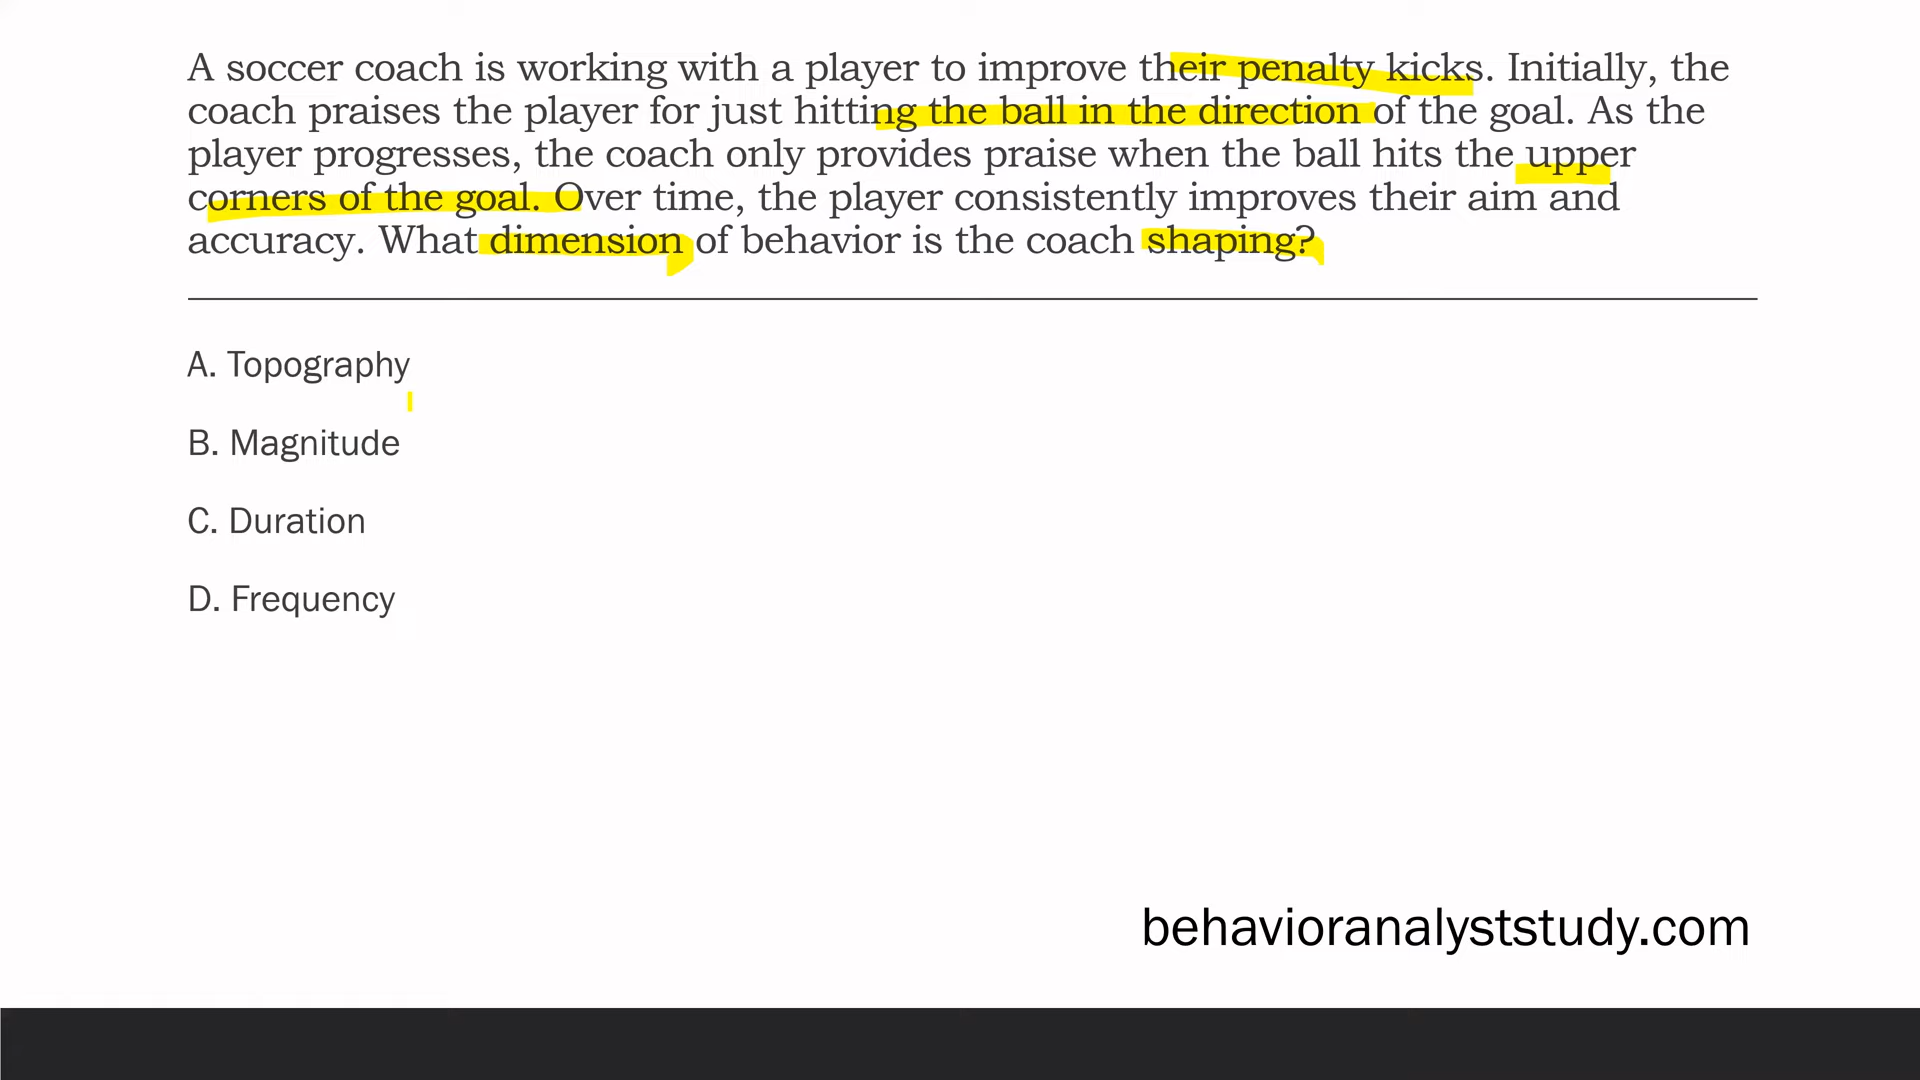 A soccer coach is working with a player to improve their penalty kicks. Initially, the
coach praises the player for just hitting the ball in the direction of the goal. As the
player progresses, the coach only provides praise when the ball hits the upper
corners of the goal. Over time, the player consistently improves their aim and
accuracy. What dimension of behavior is the coach shaping?
A. Topography
B. Magnitude
C. Duration
D. Frequency
behavioranalyststudy.com